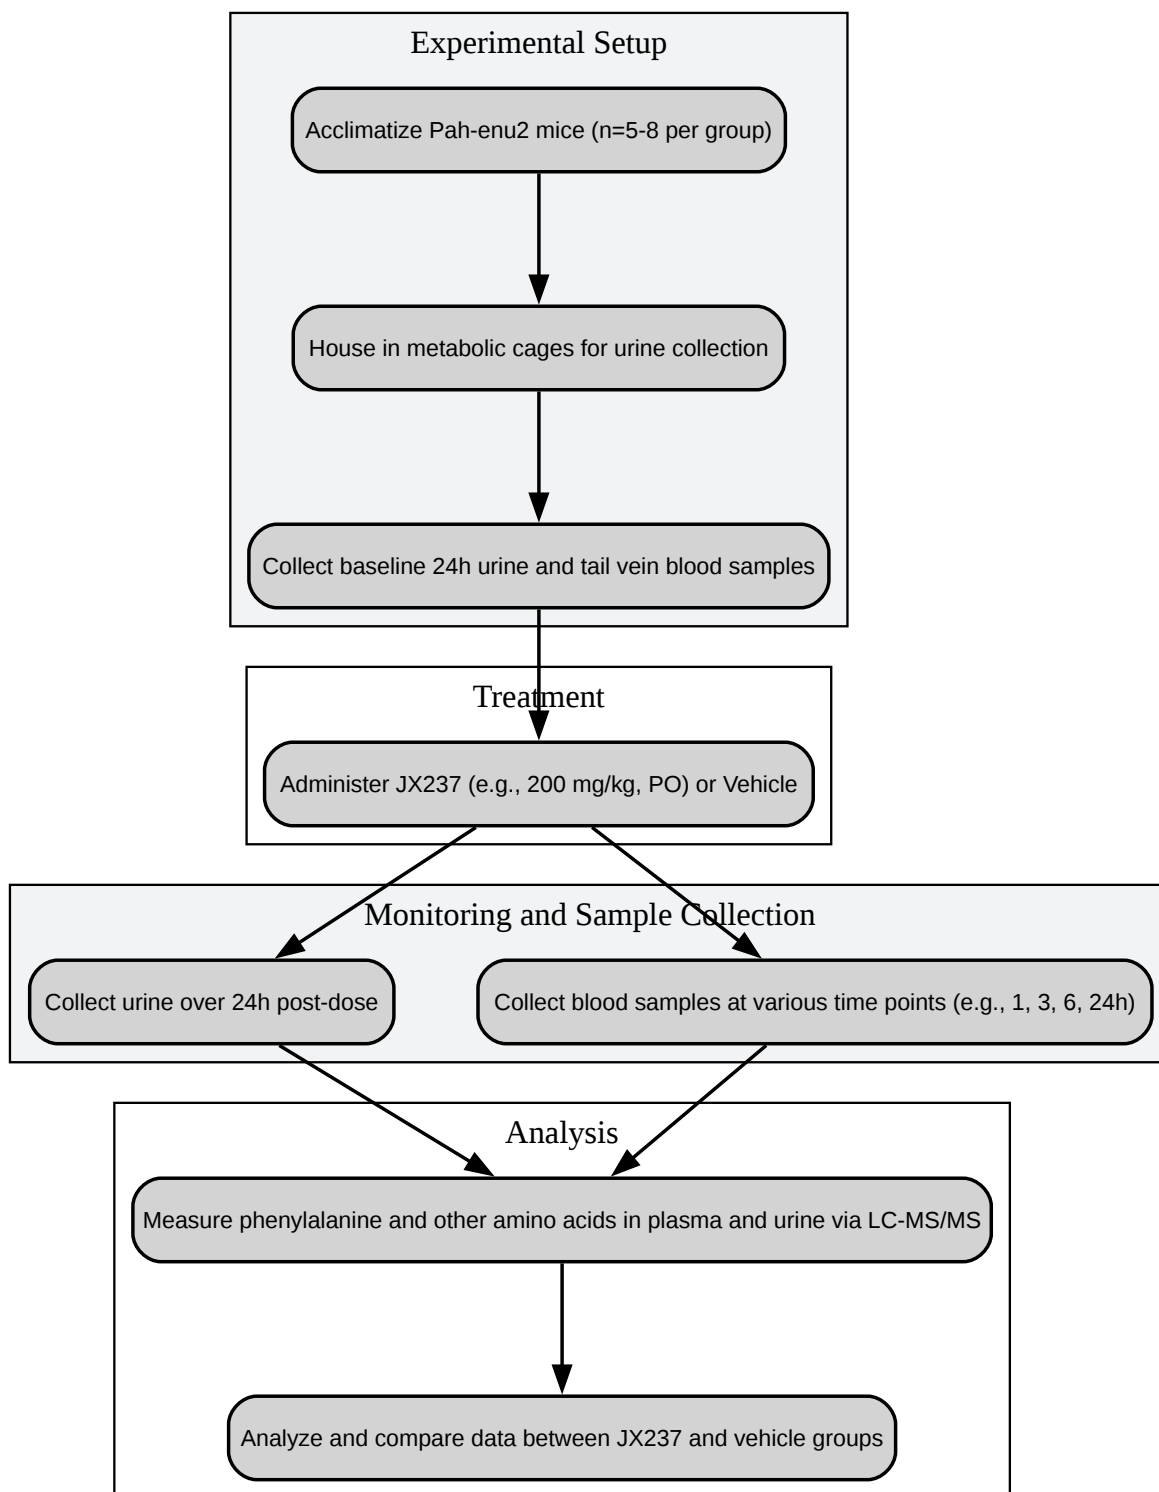 Experimental Setup
Acclimatize Pah-enu2 mice (n=5-8 per group)
House in metabolic cages for urine collection
Collect baseline 24h urine and tail vein blood samples
Treatment
Administer JX237 (e.g., 200 mg/kg, PO) or Vehicle
Monitoring and Sample Collection
Collect urine over 24h post-dose
Collect blood samples at various time points (e.g., 1, 3, 6, 24h)
Analysis
Measure phenylalanine and other amino acids in plasma and urine via LC-MS/MS
Analyze and compare data between JX237 and vehicle groups